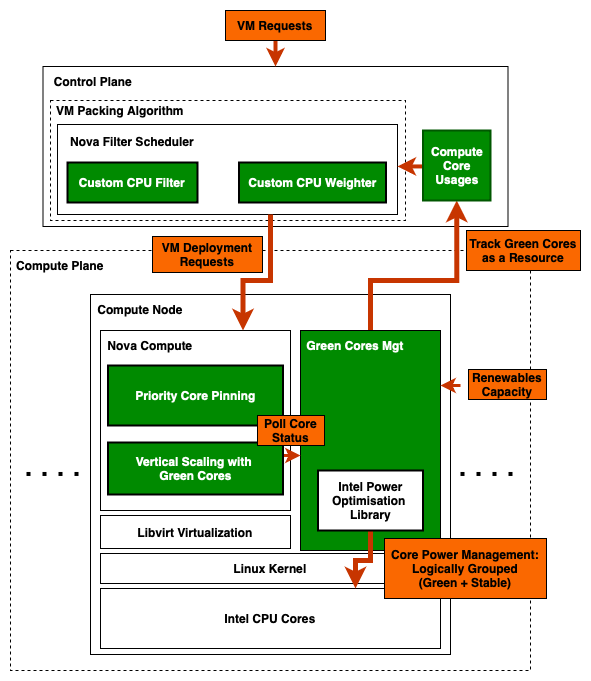 VM Requests
Control Plane
VM Packing Algorithm
Nova Filter Scheduler
Custom CPU Filter
Custom CPU Weighter
Compute
Core
Usages
VM Deployment
Requests
Track Green Cores
as a Resource
Compute Plane
Compute Node
Nova Compute
Green Cores Mgt
Priority Core Pinning
Renewables
Capacity
Poll Core
Status
Vertical Scaling with
Green Cores
. . . .
. . . .
Intel Power
Optimisation
Library
Libvirt Virtualization
Core Power Management:
Logically Grouped
(Green + Stable)
Linux Kernel
Intel CPU Cores